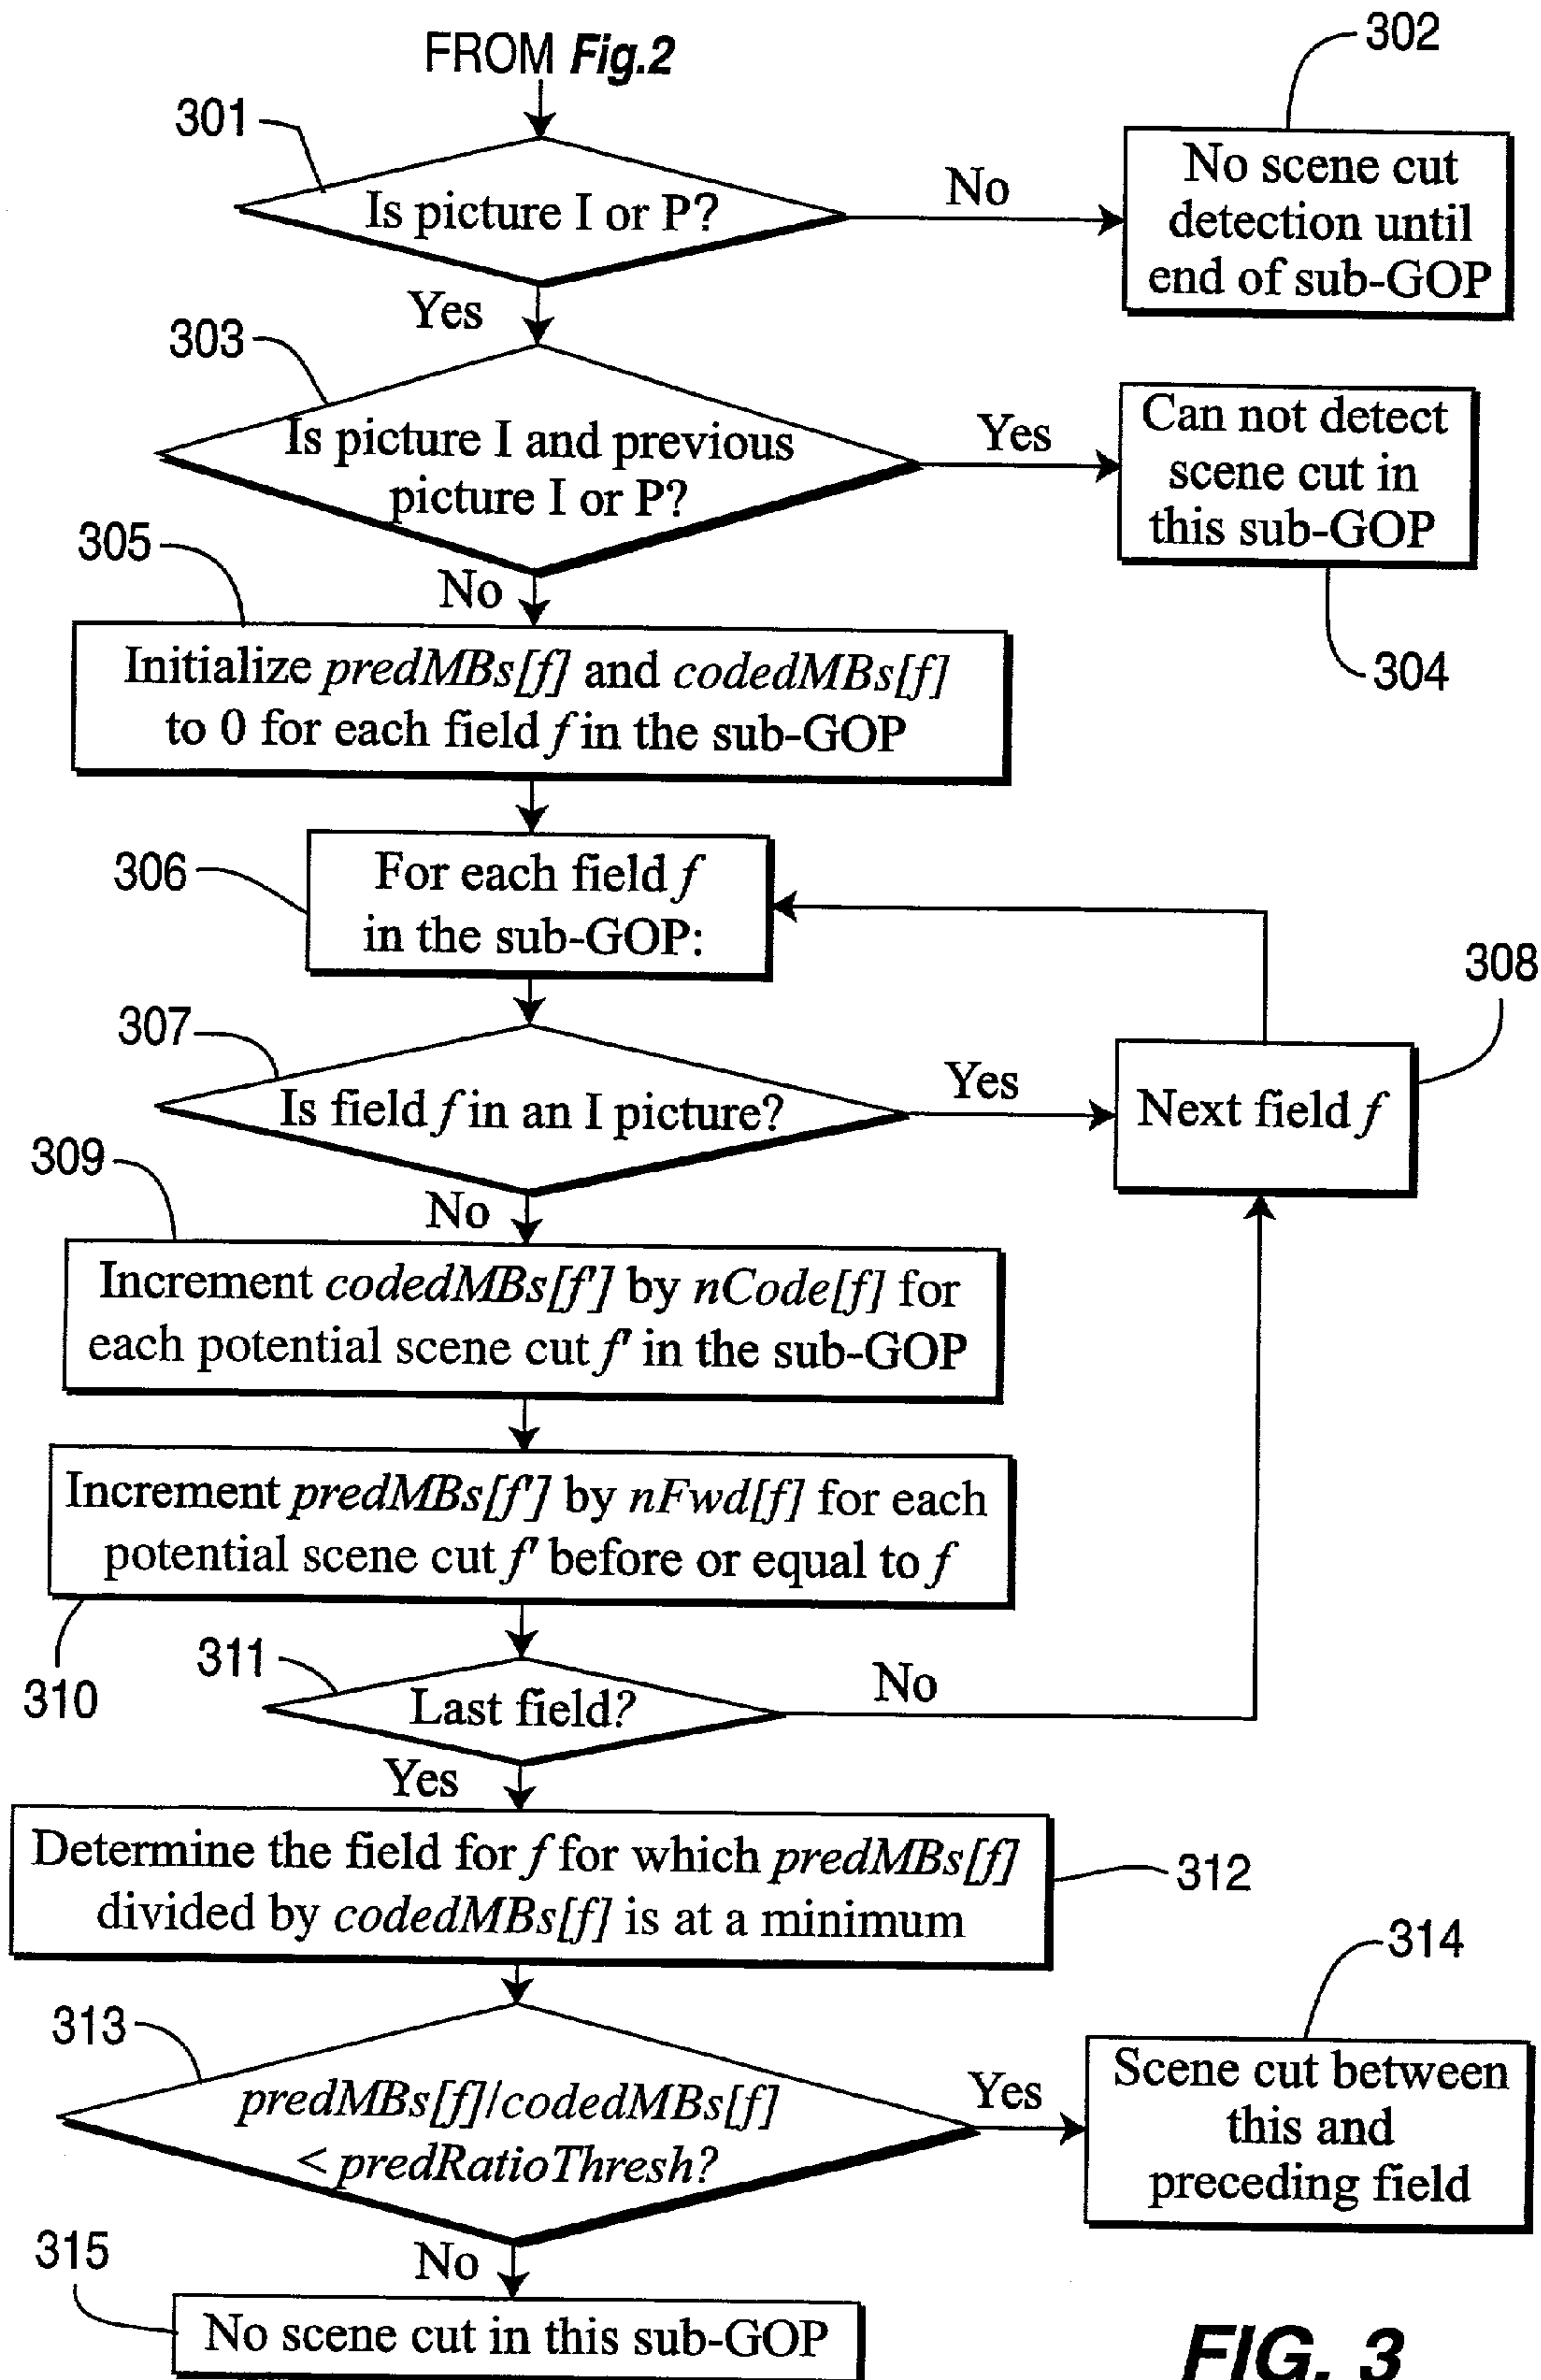 FROM Fig.2
302
301
Is picture I or P?
No
No scene cut
detection until
end of sub-GOP
Yes
303
Is picture I and previous
picture I or P?
Yes
Can not detect
scene cut in
this sub-GOP
304
305
No
Initialize predMBs[f] and codedMBs[f]
to 0 for each field f in the sub-GOP
306
For each field f
in the sub-GOP:
308
307
Is field f in an I picture?
Yes
Next field f
309
No
Increment codedMBs[f'] by nCode[f] for
each potential scene cut f' in the sub-GOP
Increment predMBs[f'] by nFwd[f] for each
potential scene cut f' before or equal to f
310
311
Last field?
No
Yes
Determine the field for f for which predMBs[f]
divided by codedMBs[f] is at a minimum
312
314
313
predMBs[f]/codedMBs[f]
< predRatioThresh?
Yes
Scene cut between
this and
preceding field
315
No
No scene cut in this sub-GOP
FIG. 3